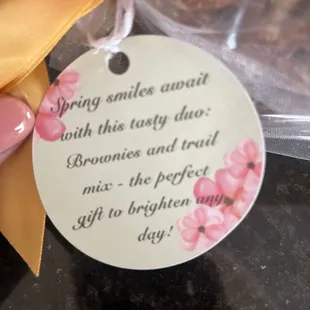 Spring smiles await
with this tasty duo:
Brownies and trail
mix - the perfect
gift to brighten any
day!